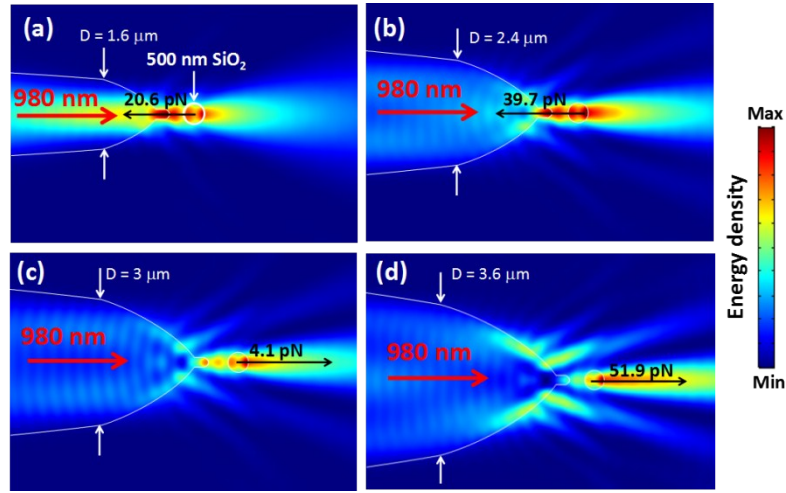 (a)
D = 1.6 μm
500 nm SiO₂
980 nm
20.6 pN
(b)
D = 2.4 μm
980 nm
39.7 pN
(c)
D = 3 μm
980 nm
4.1 pN
(d)
D = 3.6 μm
980 nm
51.9 pN
Max
Energy density
Min